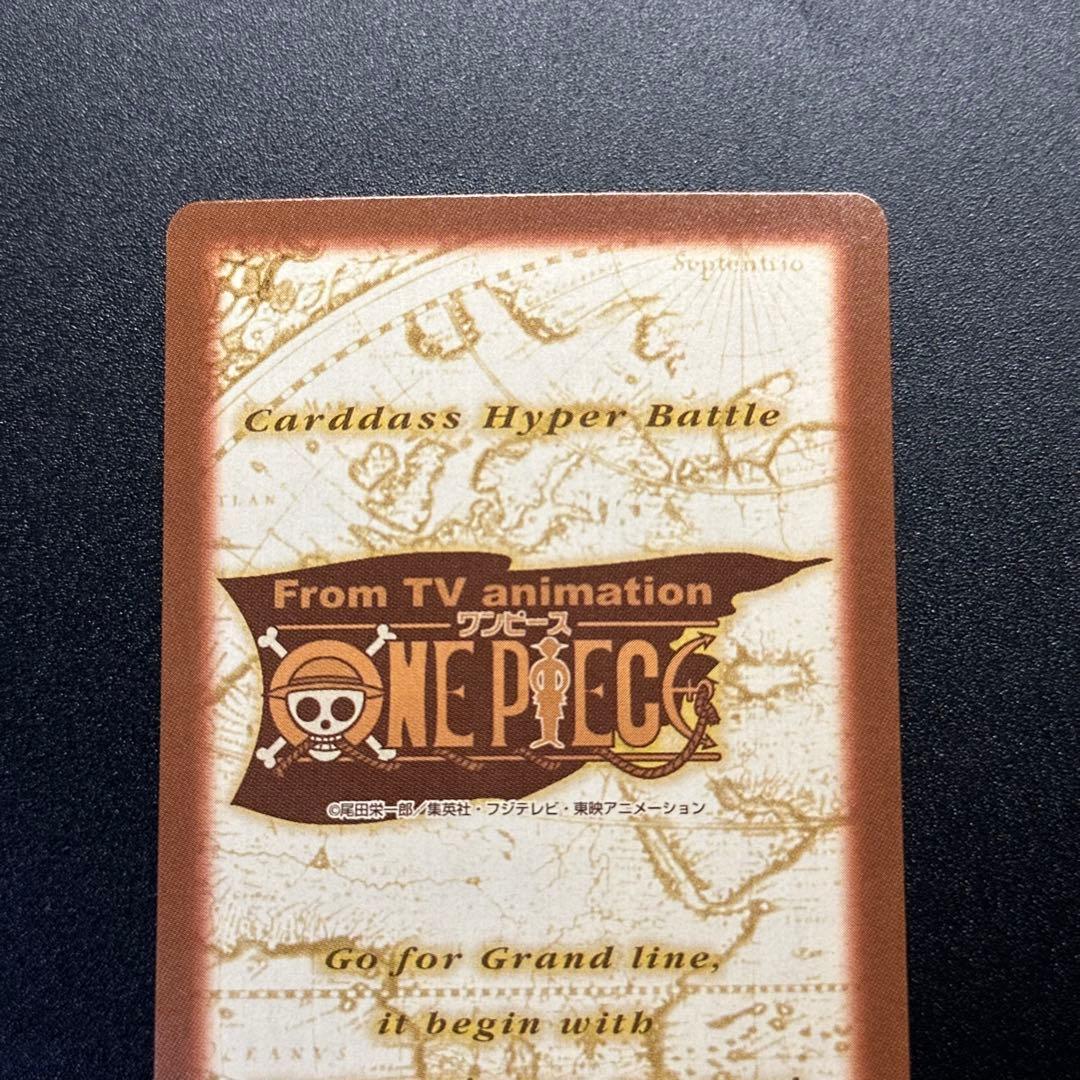 Septentrio
Carddass Hyper Battle
From TV animation
ワンピース
ONE PIECE
©尾田栄一郎／集英社・フジテレビ・東映アニメーション
Go for Grand line,
it begin with